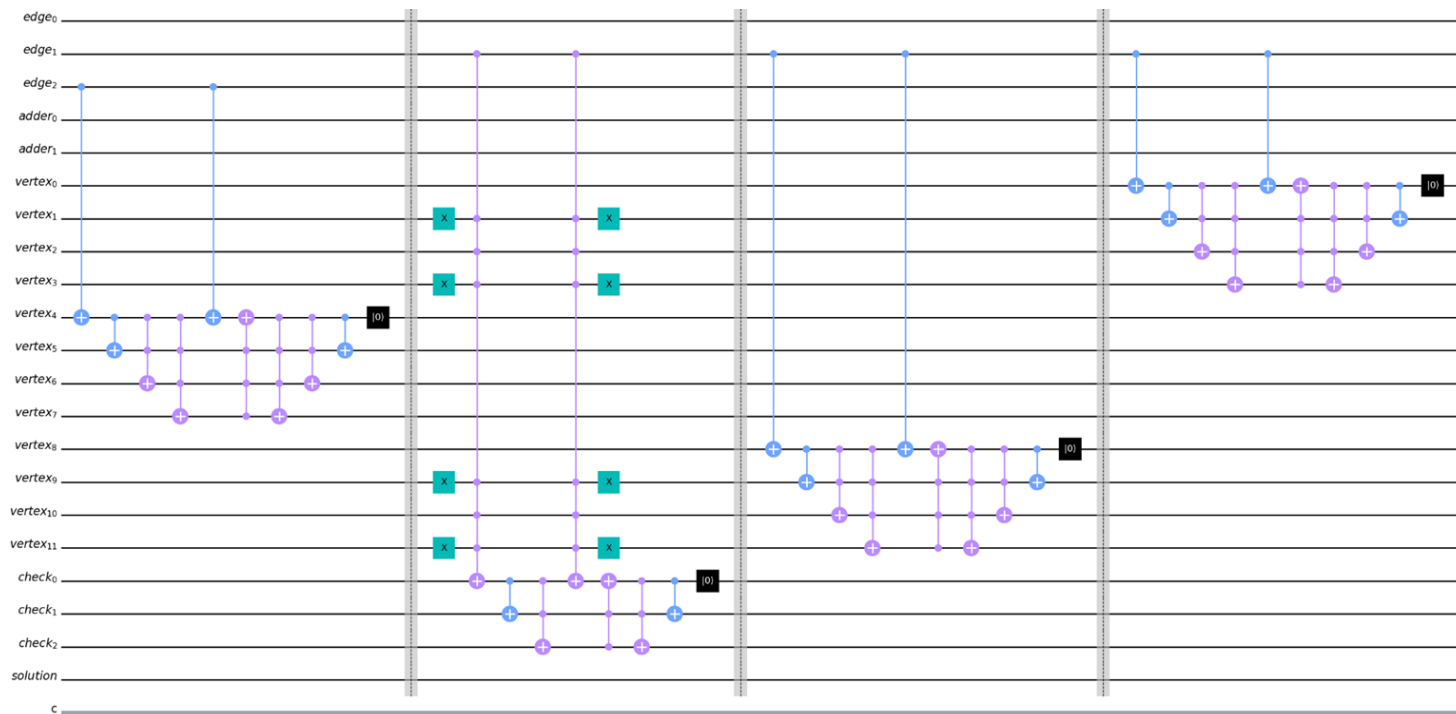 edge₀
edge₁
edge₂
adder₀
adder₁
vertex₀
|0⟩
vertex₁
X
X
vertex₂
vertex₃
X
X
vertex₄
|0⟩
vertex₅
vertex₆
vertex₇
vertex₈
|0⟩
vertex₉
X
X
vertex₁₀
vertex₁₁
X
X
check₀
|0⟩
check₁
check₂
solution
c